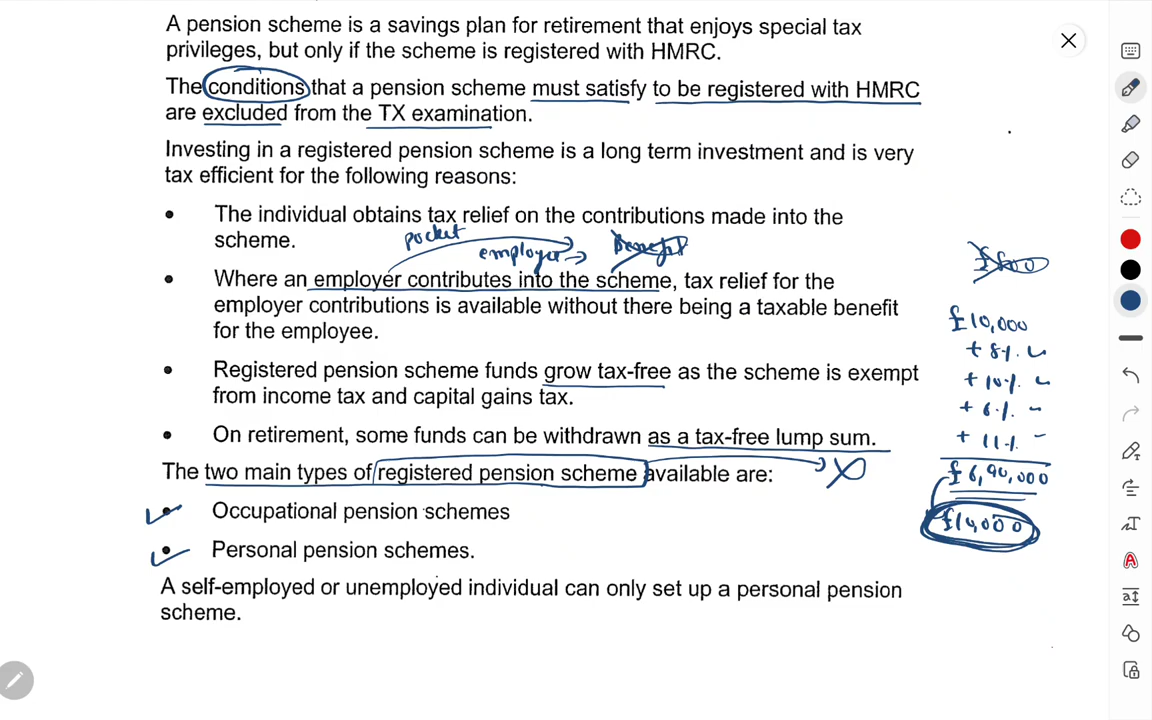 A pension scheme is a savings plan for retirement that enjoys special tax
privileges, but only if the scheme is registered with HMRC.
The conditions that a pension scheme must satisfy to be registered with HMRC
are excluded from the TX examination.
Investing in a registered pension scheme is a long term investment and is very
tax efficient for the following reasons:
• The individual obtains tax relief on the contributions made into the
scheme.
pocket
employer
Benefit
• Where an employer contributes into the scheme, tax relief for the
employer contributions is available without there being a taxable benefit
for the employee.
• Registered pension scheme funds grow tax-free as the scheme is exempt
from income tax and capital gains tax.
• On retirement, some funds can be withdrawn as a tax-free lump sum.
The two main types of registered pension scheme available are:
• Occupational pension schemes
• Personal pension schemes.
A self-employed or unemployed individual can only set up a personal pension
scheme.
£10,000
+ 8%
+ 10%
+ 6%
+ 11%
£6,90,000